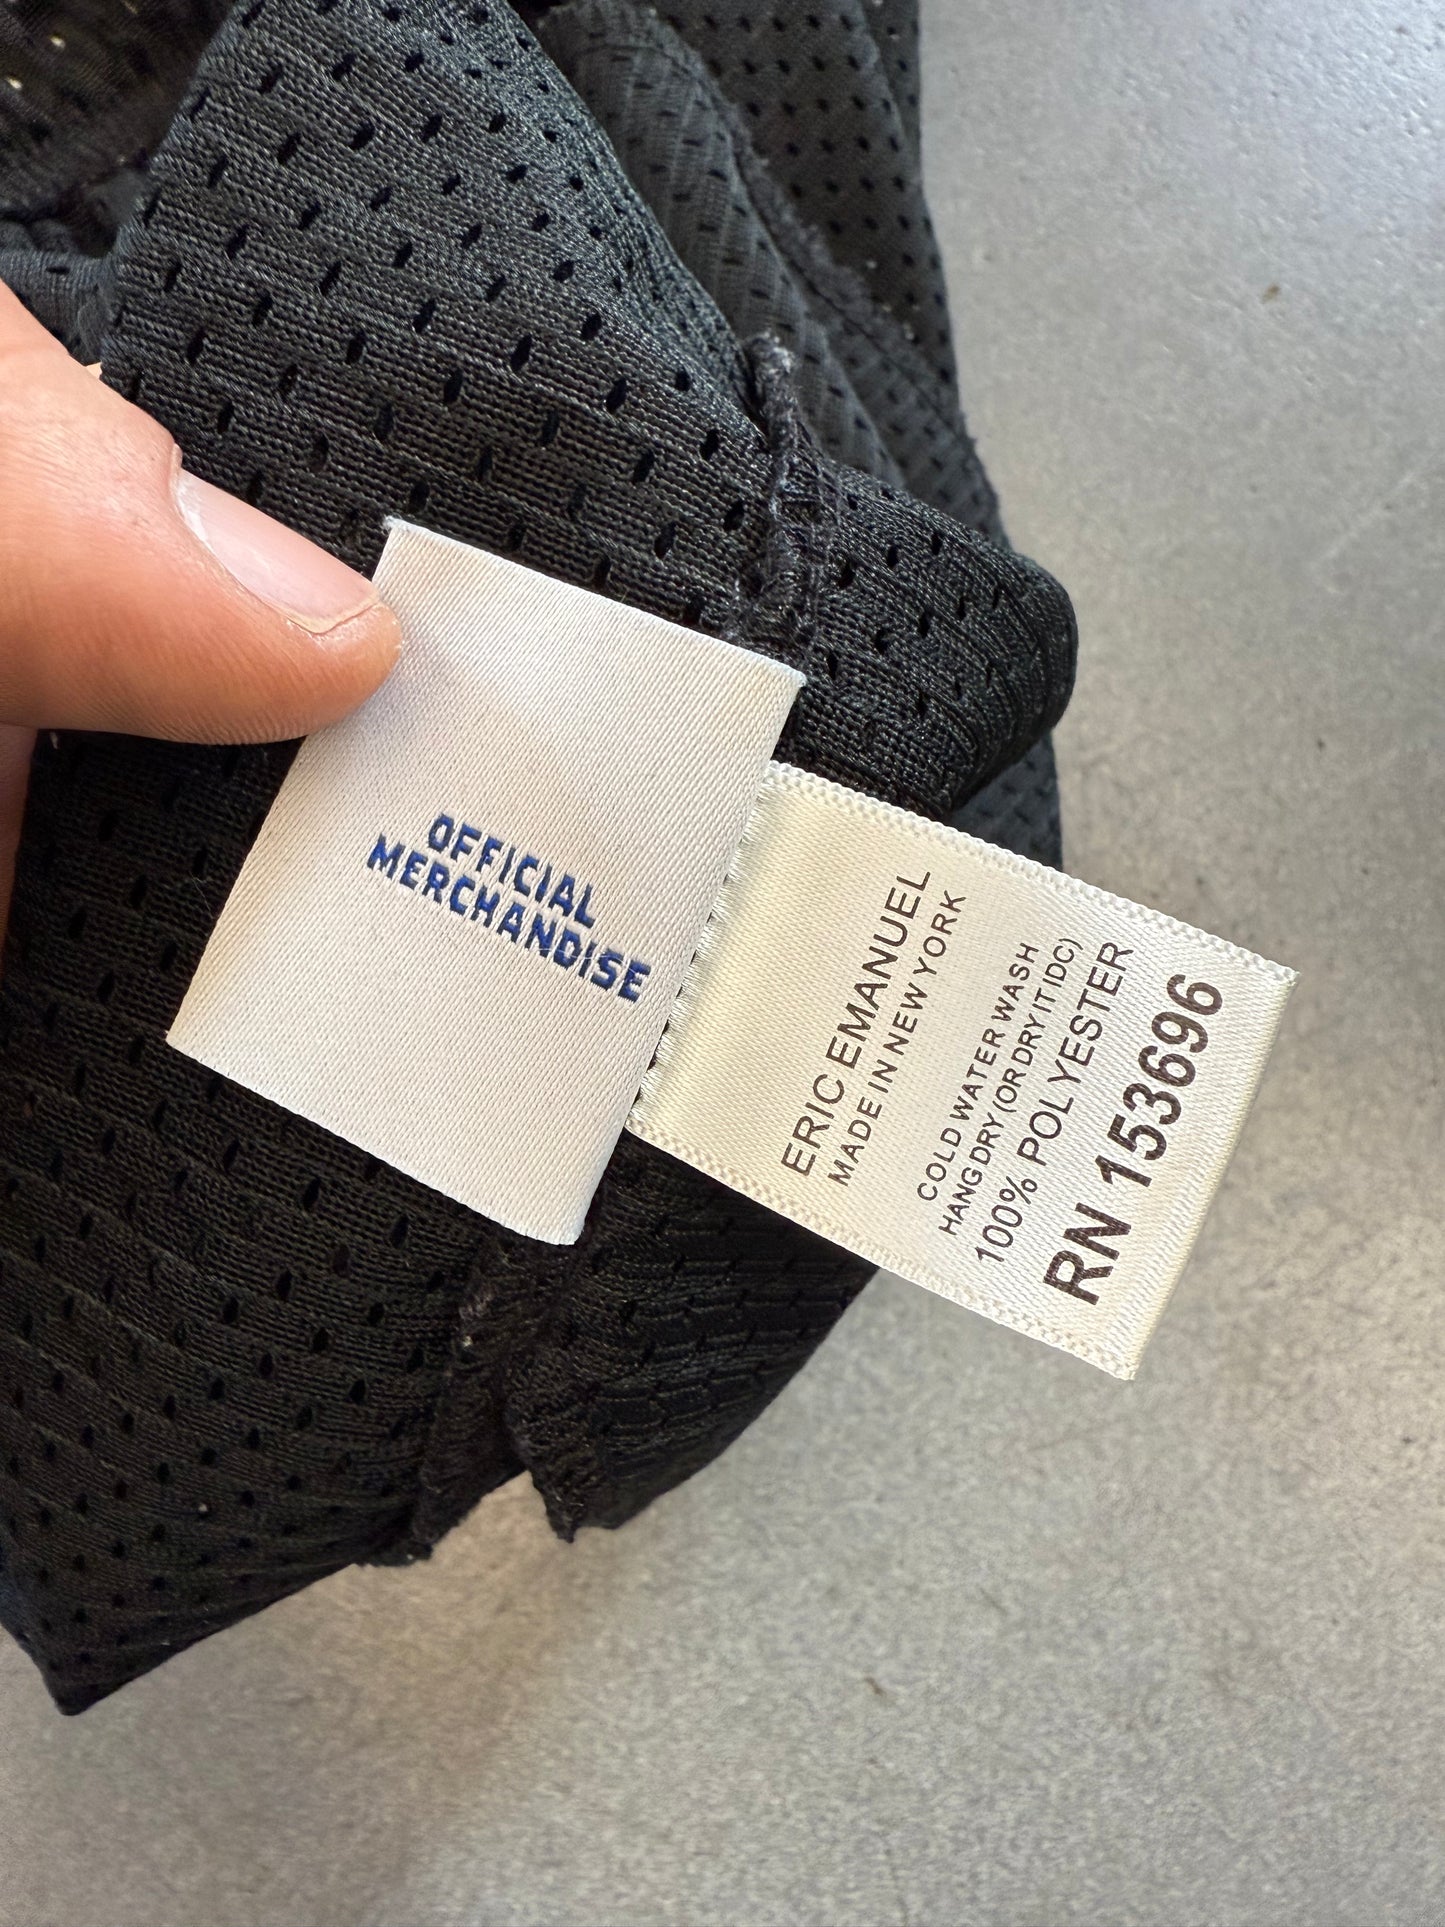 OFFICIAL
MERCHANDISE
ERIC EMANUEL
MADE IN NEW YORK
COLD WATER WASH
HANG DRY (OR DRY IT IDC)
100% POLYESTER
RN 153696